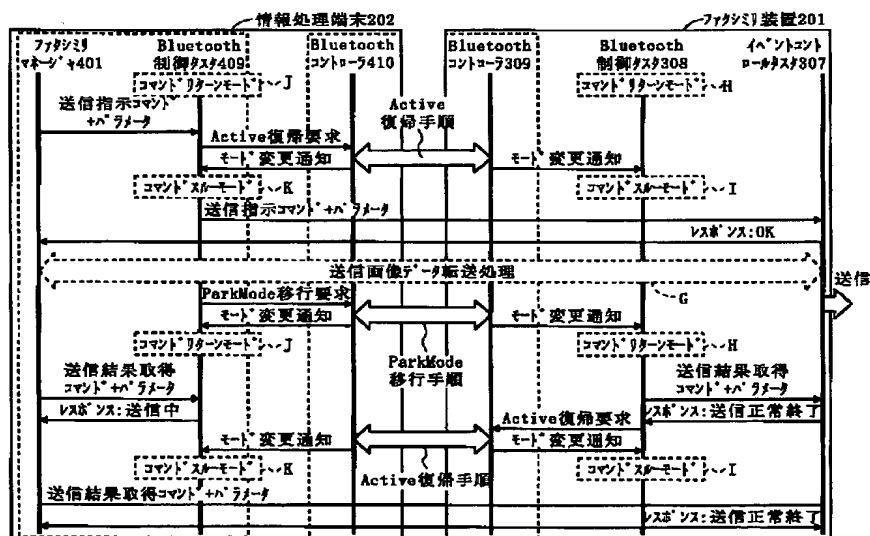 情報処理端末202
ファクシミリ装置201
ファクシミリ
マネージャ401
Bluetooth
制御タスク409
Bluetooth
コントローラ410
Bluetooth
コントローラ309
Bluetooth
制御タスク308
イベントコント
ロールタスク307
コマンドリターンモード J
コマンドリターンモード H
送信指示コマンド
+パラメータ
Active
復帰手順
Active復帰要求
モード変更通知
モード変更通知
コマンドスルーモード K
コマンドスルーモード I
送信指示コマンド+パラメータ
レスポンス:OK
送信画像データ転送処理
送信
G
ParkMode移行要求
モード変更通知
モード変更通知
コマンドリターンモード J
コマンドリターンモード H
ParkMode
移行手順
送信結果取得
コマンド+パラメータ
送信結果取得
コマンド+パラメータ
レスポンス:送信中
レスポンス:送信正常終了
Active復帰要求
モード変更通知
モード変更通知
コマンドスルーモード K
コマンドスルーモード I
Active復帰手順
送信結果取得コマンド+パラメータ
レスポンス:送信正常終了